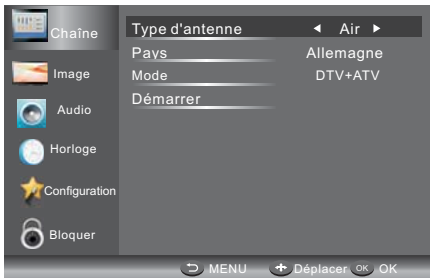 Chaîne
Image
Audio
Horloge
Configuration
Bloquer
Type d'antenne ◄ Air ►
Pays Allemagne
Mode DTV+ATV
Démarrer
MENU Déplacer OK OK